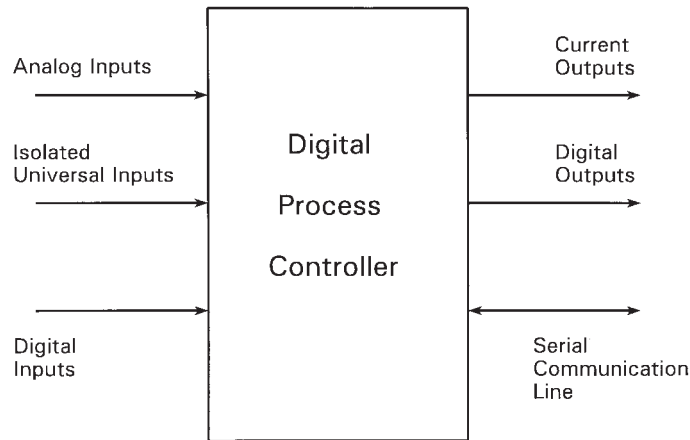 Analog Inputs
Isolated
Universal Inputs
Digital
Inputs
Digital
Process
Controller
Current
Outputs
Digital
Outputs
Serial
Communication
Line